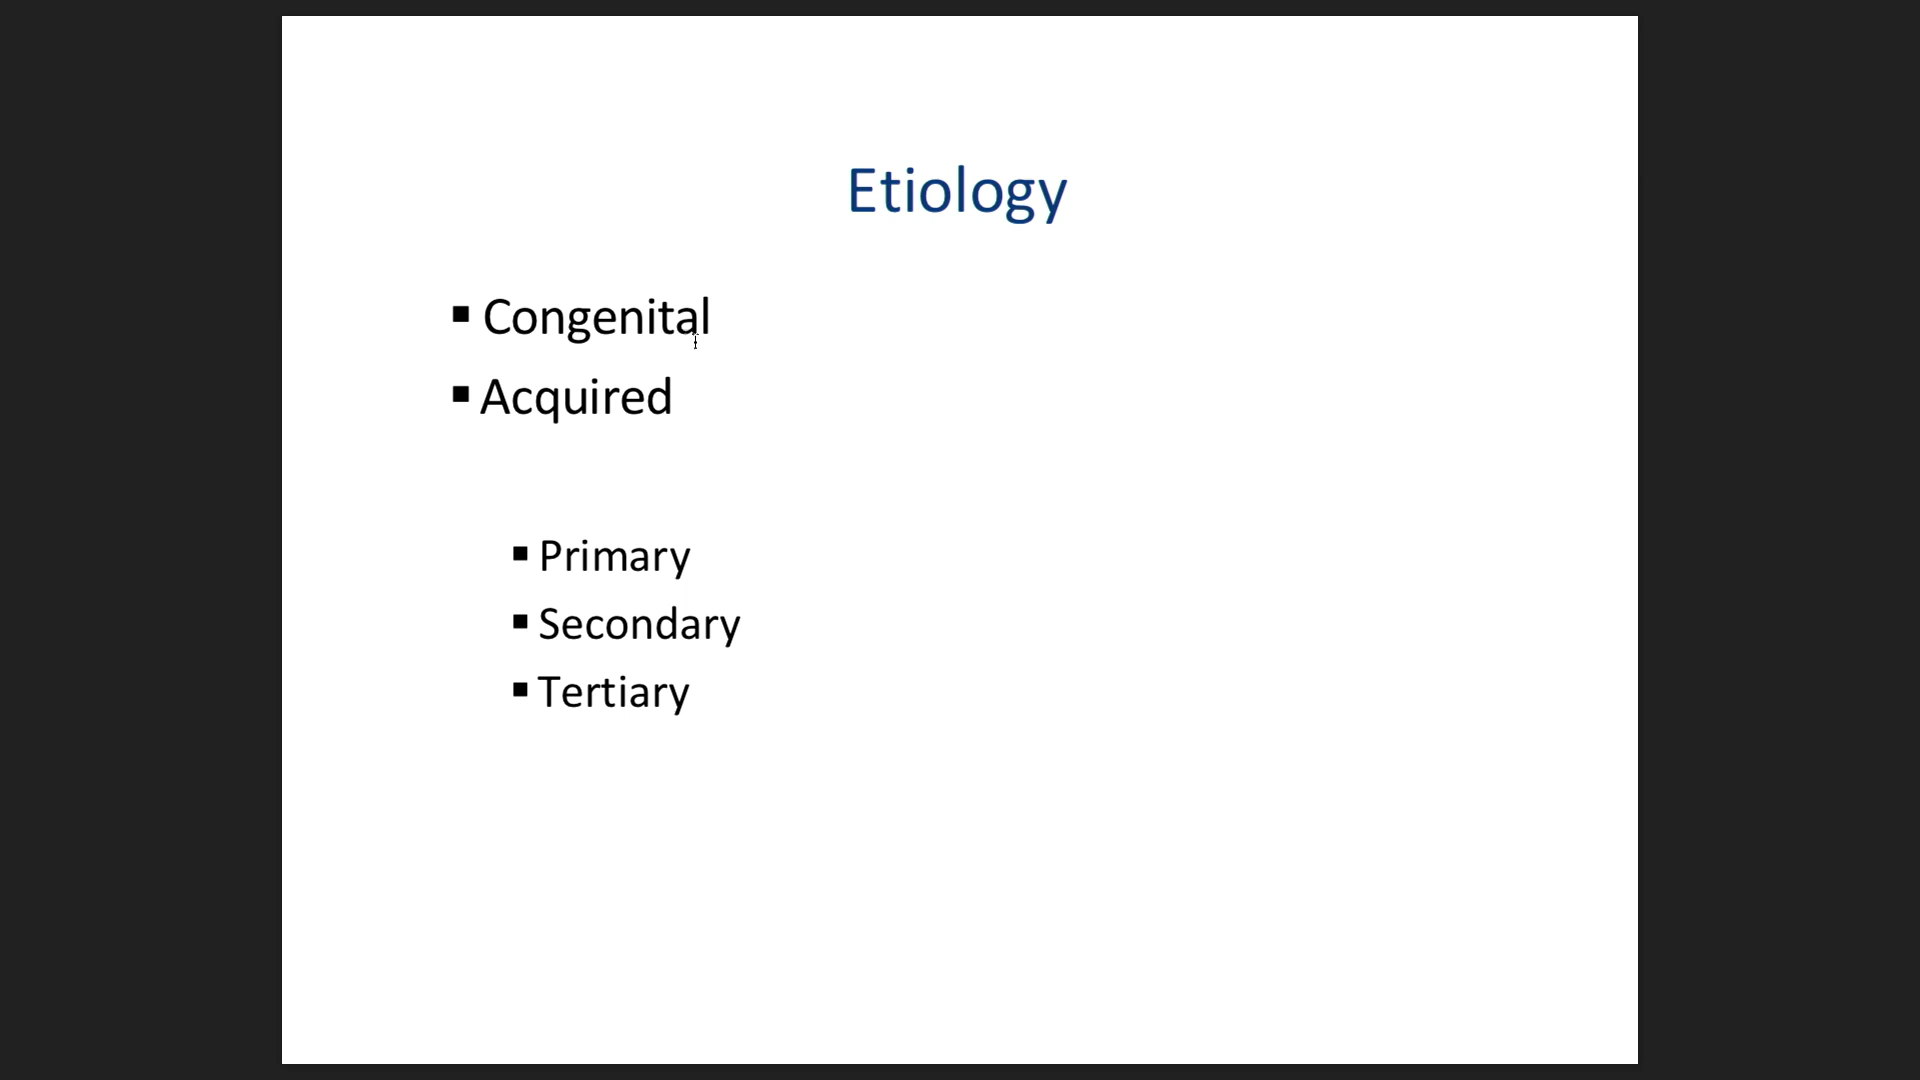 Etiology
▪ Congenital
▪ Acquired
▪ Primary
▪ Secondary
▪ Tertiary